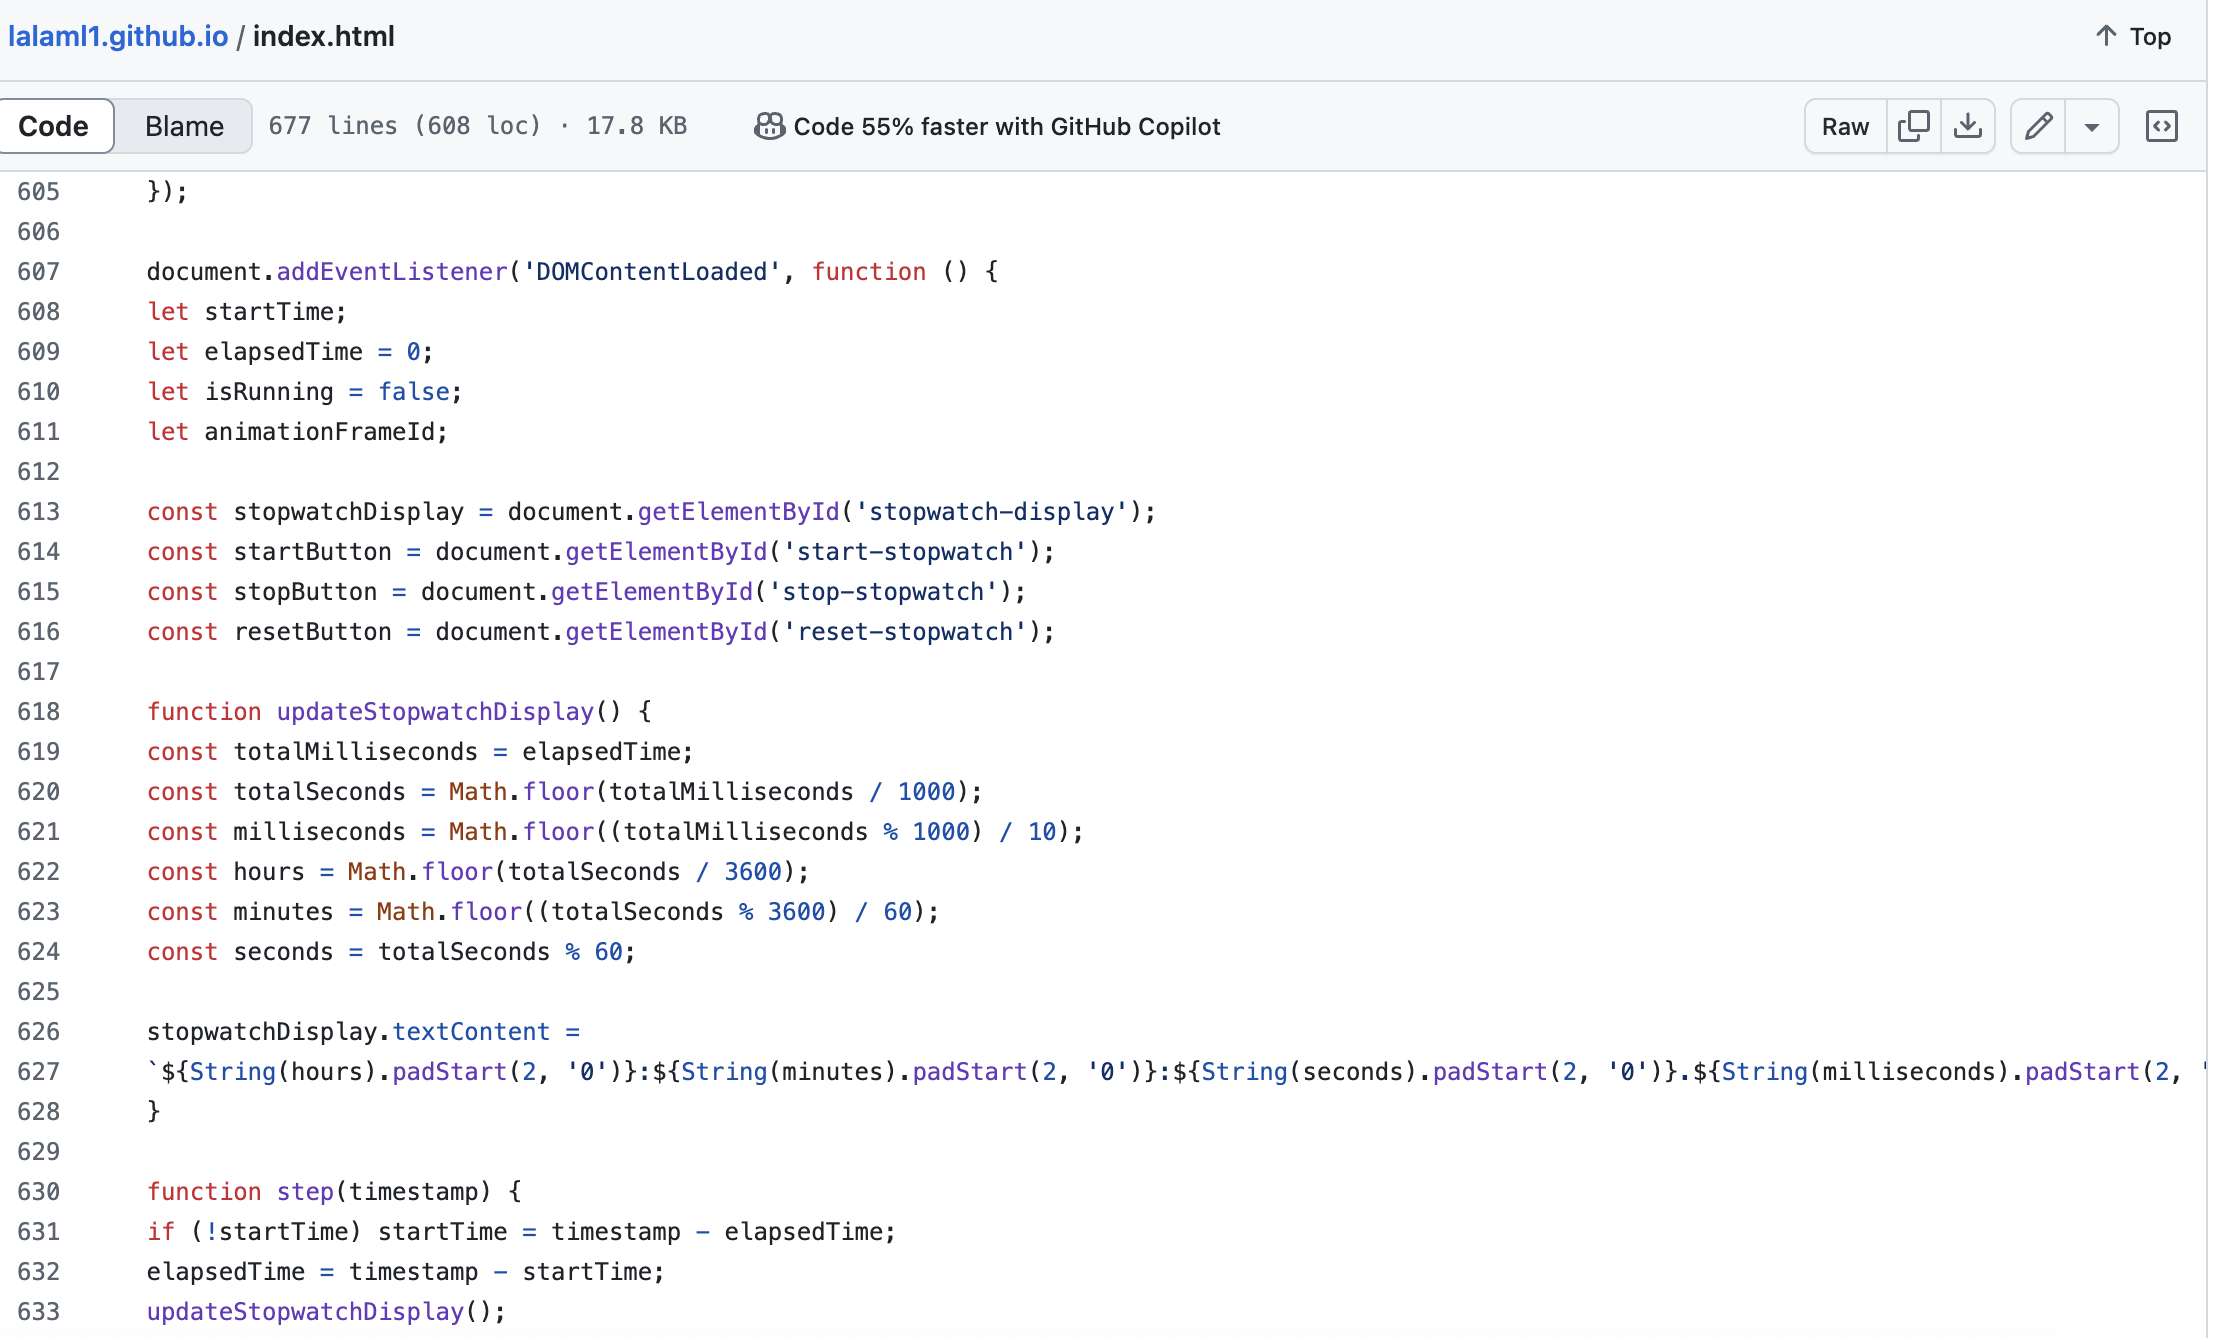 lalaml1.github.io / index.html
Top
Code Blame 677 lines (608 loc) · 17.8 KB Code 55% faster with GitHub Copilot Raw
605 });
606
607 document.addEventListener('DOMContentLoaded', function () {
608 let startTime;
609 let elapsedTime = 0;
610 let isRunning = false;
611 let animationFrameId;
612
613 const stopwatchDisplay = document.getElementById('stopwatch-display');
614 const startButton = document.getElementById('start-stopwatch');
615 const stopButton = document.getElementById('stop-stopwatch');
616 const resetButton = document.getElementById('reset-stopwatch');
617
618 function updateStopwatchDisplay() {
619 const totalMilliseconds = elapsedTime;
620 const totalSeconds = Math.floor(totalMilliseconds / 1000);
621 const milliseconds = Math.floor((totalMilliseconds % 1000) / 10);
622 const hours = Math.floor(totalSeconds / 3600);
623 const minutes = Math.floor((totalSeconds % 3600) / 60);
624 const seconds = totalSeconds % 60;
625
626 stopwatchDisplay.textContent =
627 `${String(hours).padStart(2, '0')}:${String(minutes).padStart(2, '0')}:${String(seconds).padStart(2, '0')}.${String(milliseconds).padStart(2, '
628 }
629
630 function step(timestamp) {
631 if (!startTime) startTime = timestamp - elapsedTime;
632 elapsedTime = timestamp - startTime;
633 updateStopwatchDisplay();